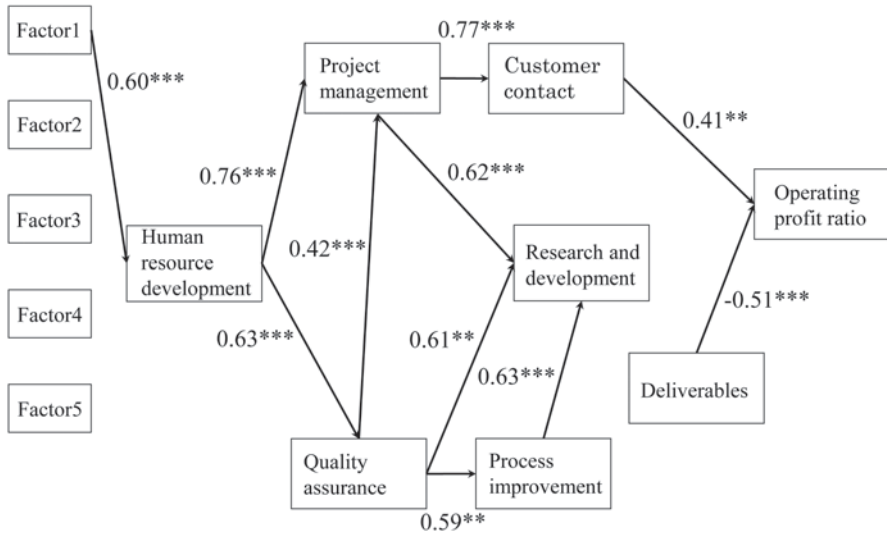 Factor1
0.60***
Factor2
Factor3
Factor4
Factor5
Human
resource
development
0.76***
0.63***
Project
management
0.77***
Customer
contact
0.42***
0.62***
0.41**
Operating
profit ratio
Research and
development
0.61**
0.63***
-0.51***
Deliverables
Quality
assurance
0.59**
Process
improvement